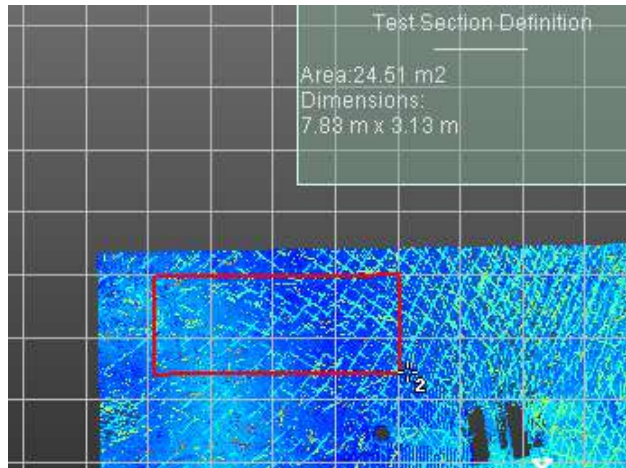 Test Section Definition
Area:24.51 m2
Dimensions:
7.83 m x 3.13 m
2